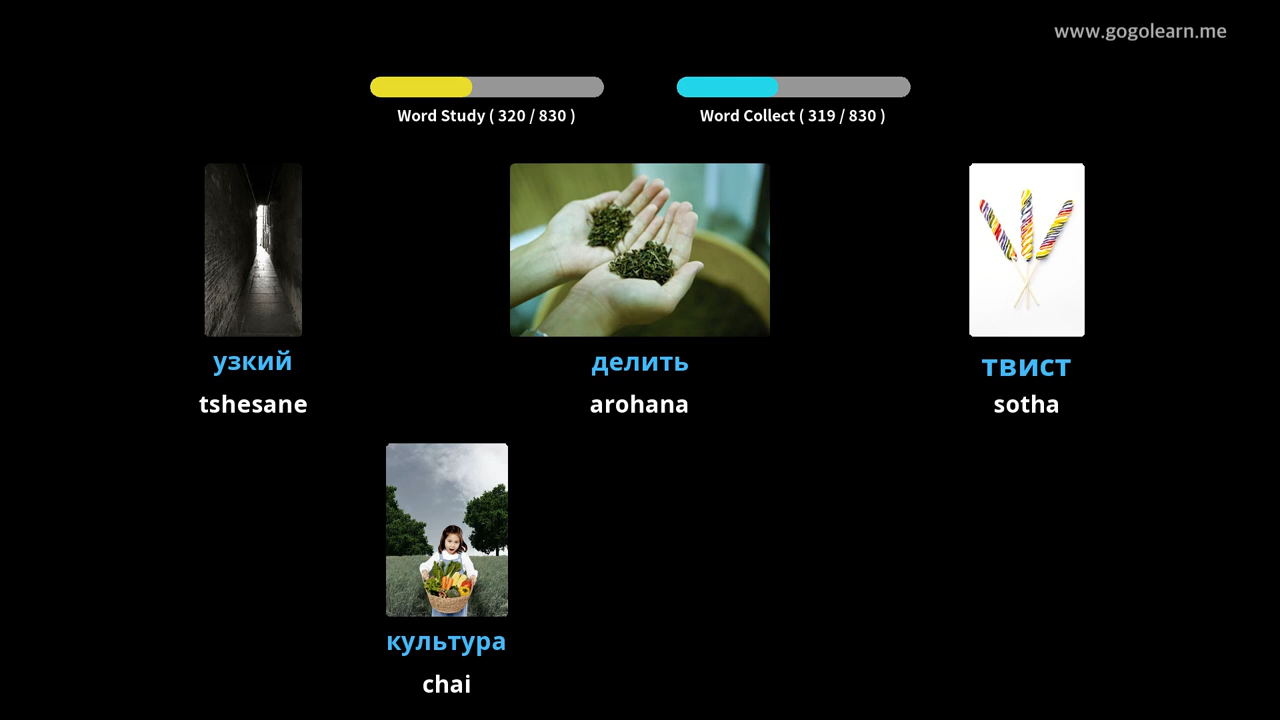 www.gogolearn.me
Word Study ( 320 / 830 )
Word Collect ( 319 / 830 )
узкий
tshesane
делить
arohana
твист
sotha
культура
chai